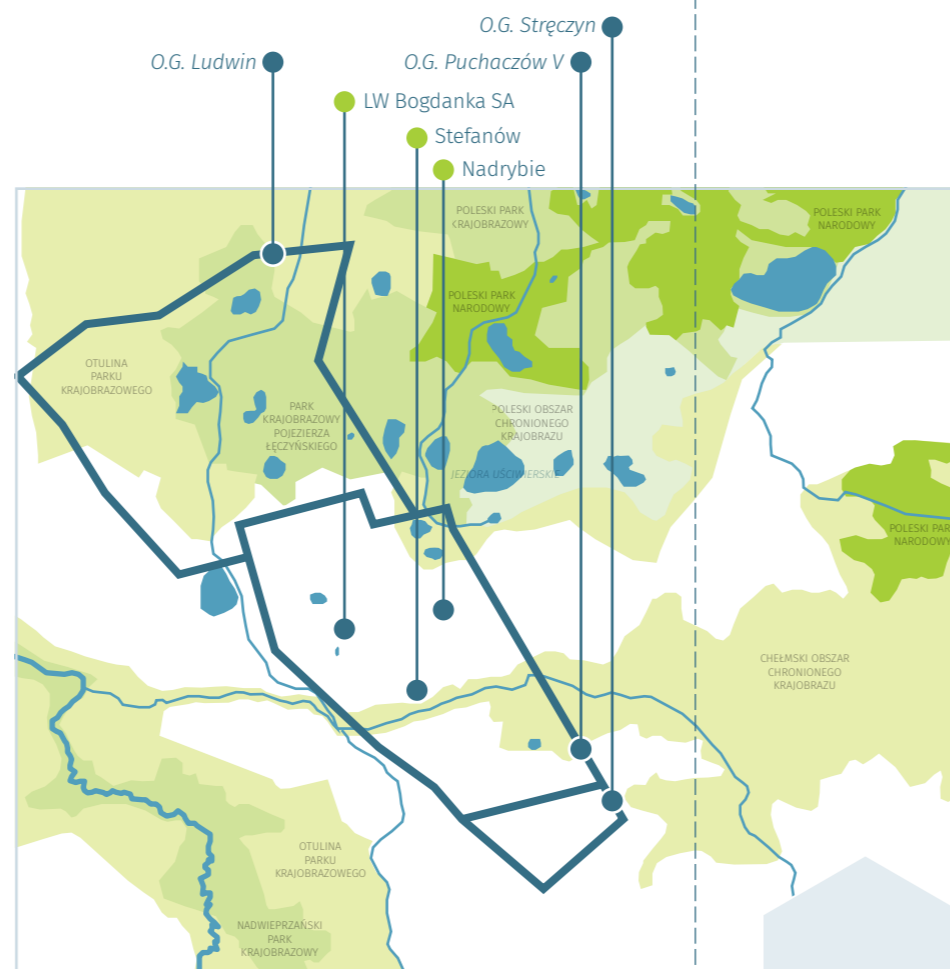 O.G. Stręczyn
O.G. Ludwin
O.G. Puchaczów V
LW Bogdanka SA
Stefanów
Nadrybie
POLESKI PARK
KRAJOBRAZOWY
POLESKI PARK
NARODOWY
POLESKI PARK
NARODOWY
OTULINA
PARKU
KRAJOBRAZOWEGO
PARK
KRAJOBRAZOWY
POJEZIERZA
ŁĘCZYŃSKIEGO
POLESKI OBSZAR
CHRONIONEGO
KRAJOBRAZU
JEZIORA UŚCIWIERSKIE
POLESKI PAR
NARODOWY
CHEŁMSKI OBSZAR
CHRONIONEGO
KRAJOBRAZU
OTULINA
PARKU
KRAJOBRAZOWEGO
NADWIEPRZAŃSKI
PARK
KRAJOBRAZOWY